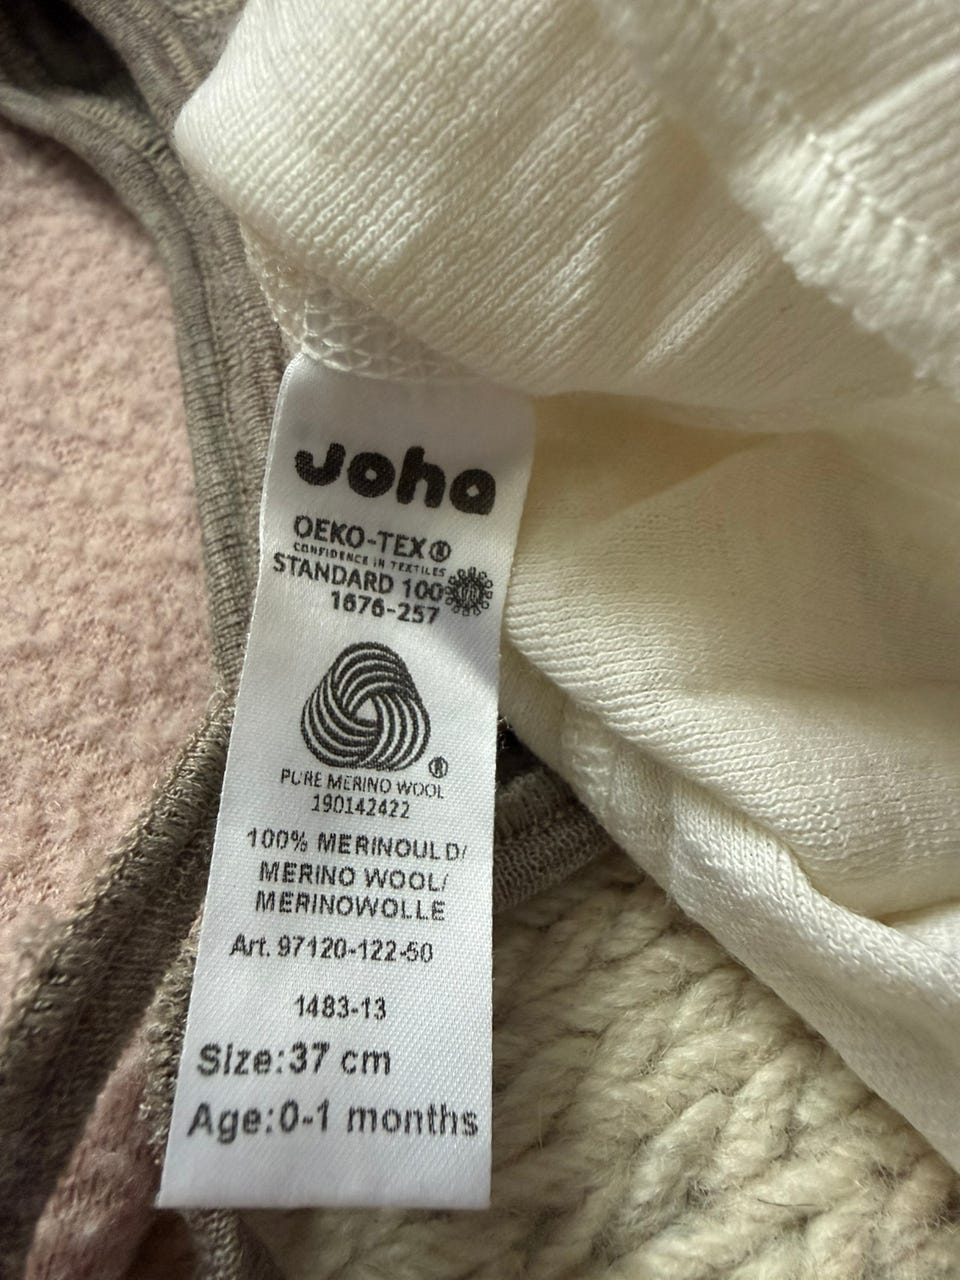 Joha
OEKO-TEX®
CONFIDENCE IN TEXTILES
STANDARD 100
1676-257
®
PURE MERINO WOOL
190142422
100% MERINOULD/
MERINO WOOL/
MERINOWOLLE
Art. 97120-122-50
1483-13
Size:37 cm
Age:0-1 months